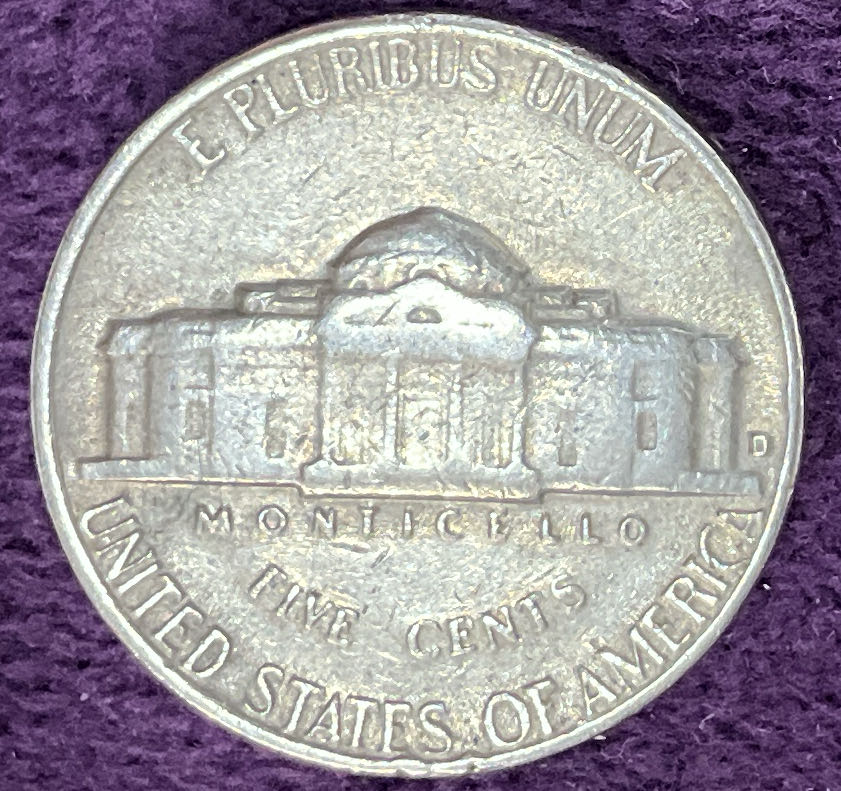 E PLURIBUS UNUM
D
MONTICELLO
FIVE CENTS
UNITED STATES OF AMERICA